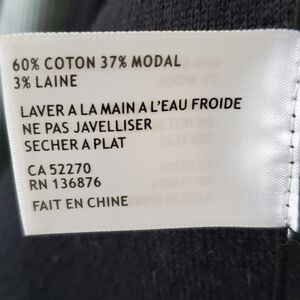 60% COTON 37% MODAL
3% LAINE
LAVER A LA MAIN A L'EAU FROIDE
NE PAS JAVELLISER
SECHER A PLAT
CA 52270
RN 136876
FAIT EN CHINE